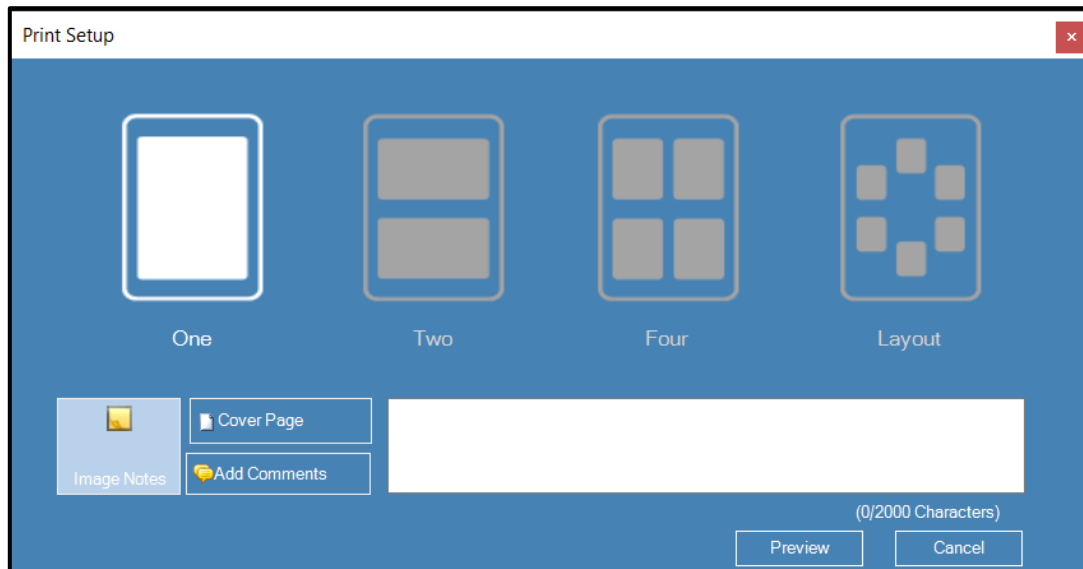 Print Setup
One Two Four Layout
Image Notes
Cover Page
Add Comments
(0/2000 Characters)
Preview Cancel